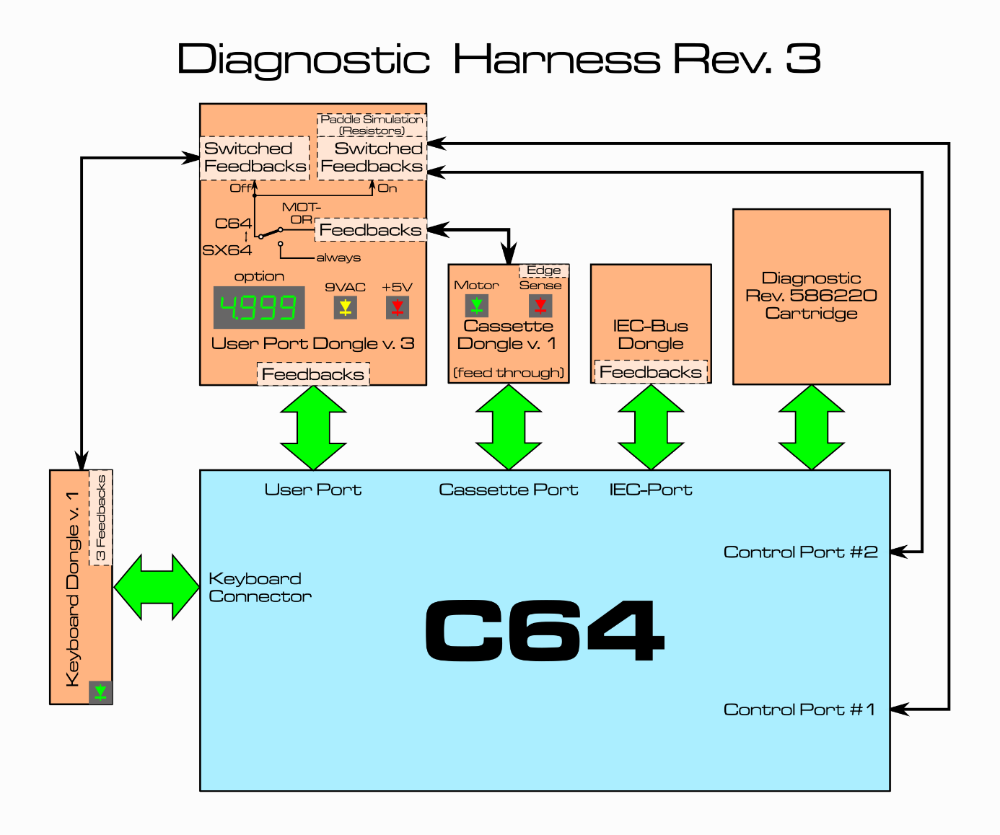 Diagnostic Harness Rev. 3
Paddle Simulation
(Resistors)
Switched
Feedbacks
Switched
Feedbacks
Off
On
MOT-
OR
C64
SX64
Feedbacks
always
option
4.999
9VAC
+5V
User Port Dongle v. 3
Feedbacks
Edge
Motor
Sense
Cassette
Dongle v. 1
(feed through)
IEC-Bus
Dongle
Feedbacks
Diagnostic
Rev. 586220
Cartridge
Keyboard Dongle v. 1
3 Feedbacks
User Port
Cassette Port
IEC-Port
Control Port #2
Keyboard
Connector
C64
Control Port #1